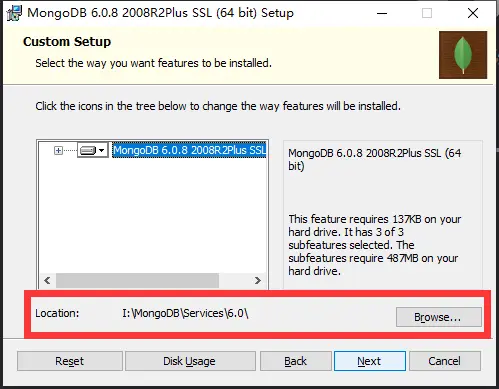 MongoDB 6.0.8 2008R2Plus SSL (64 bit) Setup
Custom Setup
Select the way you want features to be installed.
Click the icons in the tree below to change the way features will be installed.
MongoDB 6.0.8 2008R2Plus SSL
MongoDB 6.0.8 2008R2Plus SSL (64
bit)
This feature requires 137KB on your
hard drive. It has 3 of 3
subfeatures selected. The
subfeatures require 487MB on your
hard drive.
Location: I:\MongoDB\Services\6.0\
Browse...
Reset Disk Usage Back Next Cancel